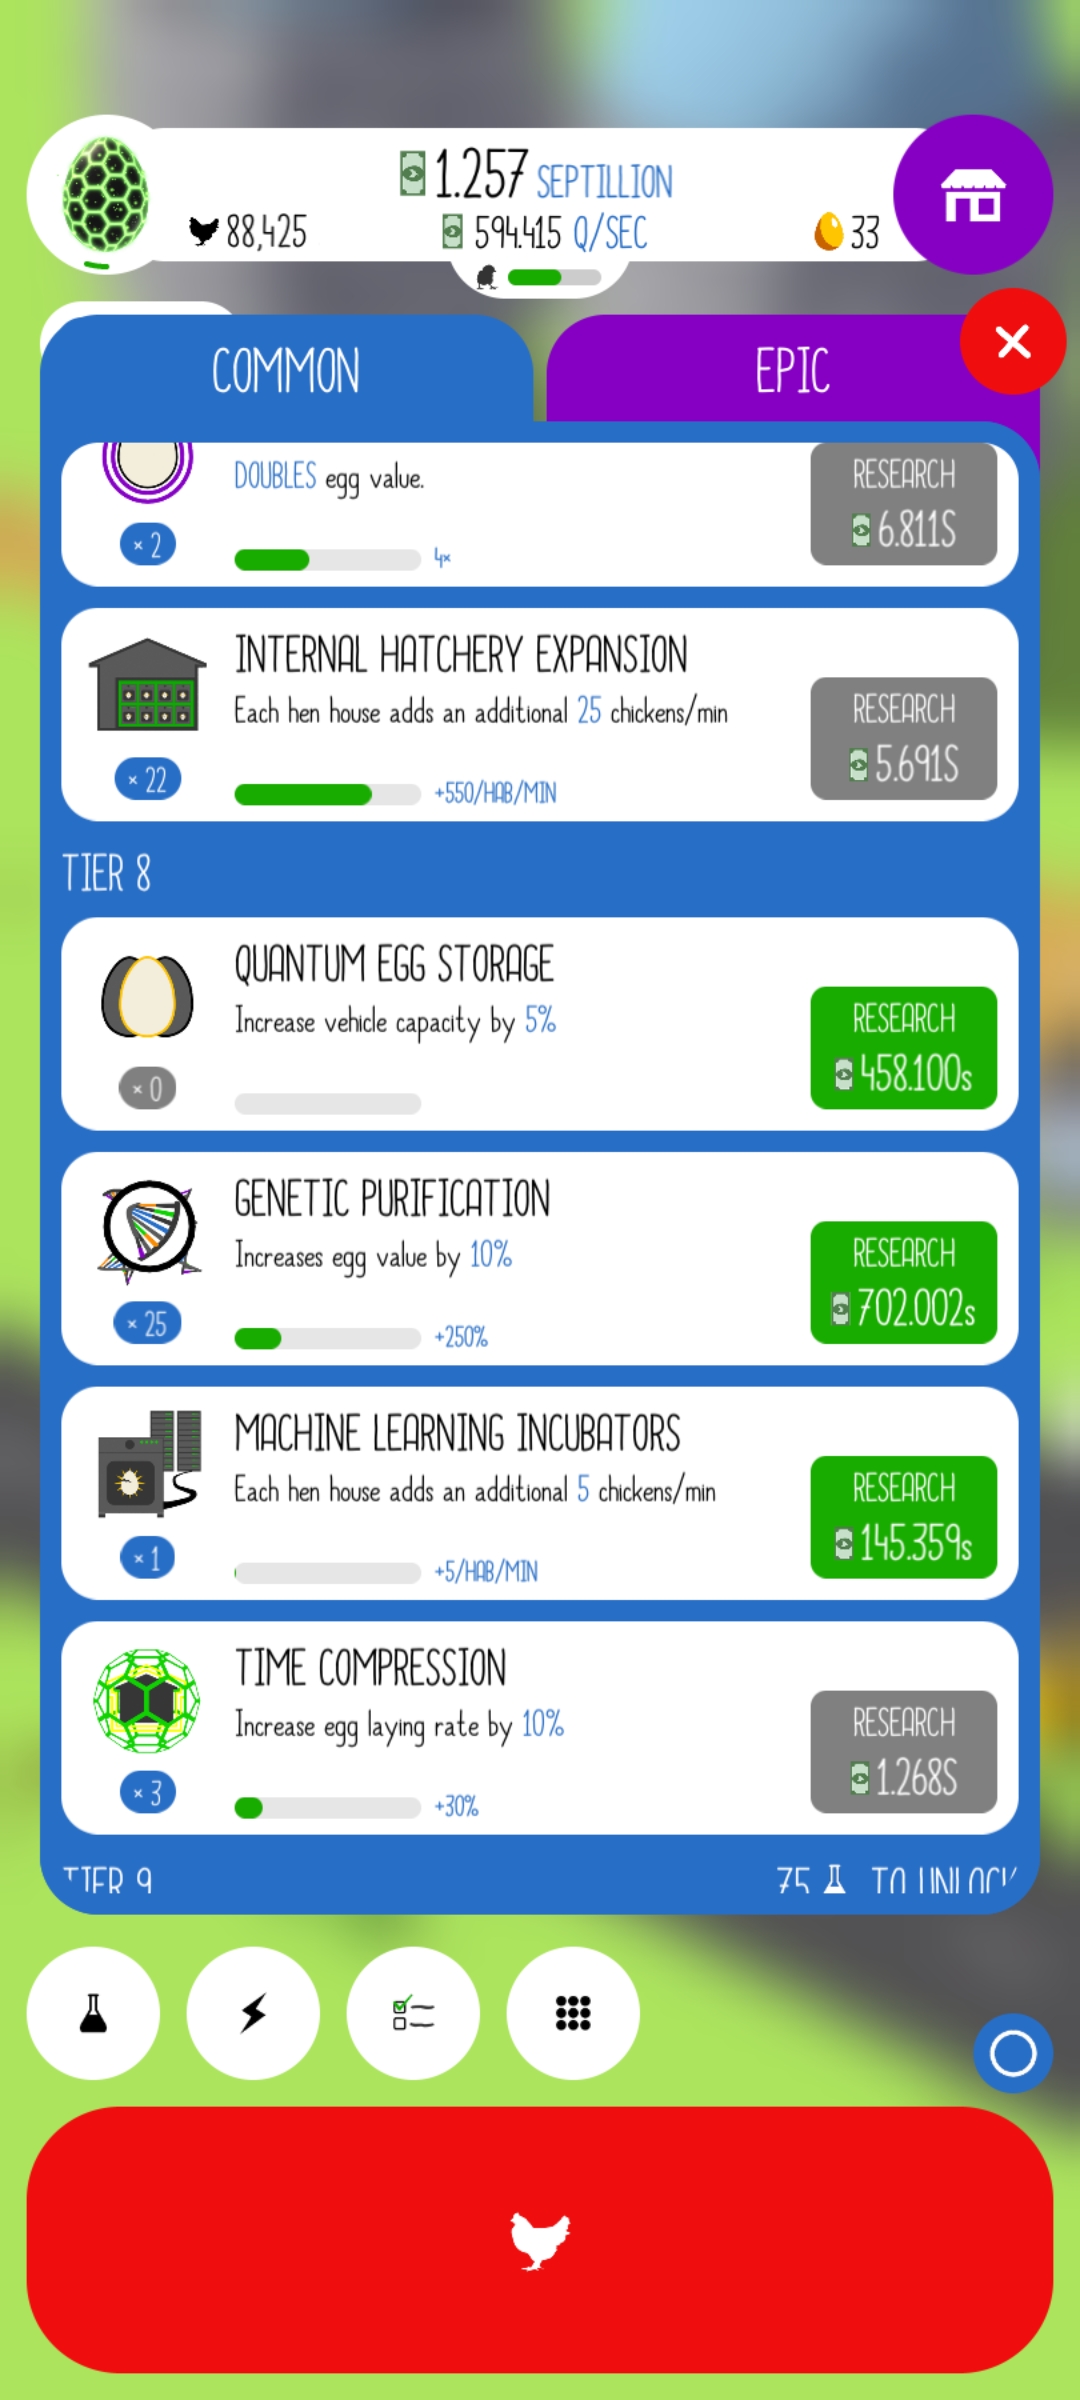 1.257 SEPTILLION
88,425
594.415 Q/SEC
33
COMMON
EPIC
DOUBLES egg value.
× 2
4×
RESEARCH
6.811S
INTERNAL HATCHERY EXPANSION
Each hen house adds an additional 25 chickens/min
× 22
+550/HAB/MIN
RESEARCH
5.691S
TIER 8
QUANTUM EGG STORAGE
Increase vehicle capacity by 5%
× 0
RESEARCH
458.100s
GENETIC PURIFICATION
Increases egg value by 10%
× 25
+250%
RESEARCH
702.002s
MACHINE LEARNING INCUBATORS
Each hen house adds an additional 5 chickens/min
× 1
+5/HAB/MIN
RESEARCH
145.359s
TIME COMPRESSION
Increase egg laying rate by 10%
× 3
+30%
RESEARCH
1.268S
TIER 9
75 TO UNLOCK